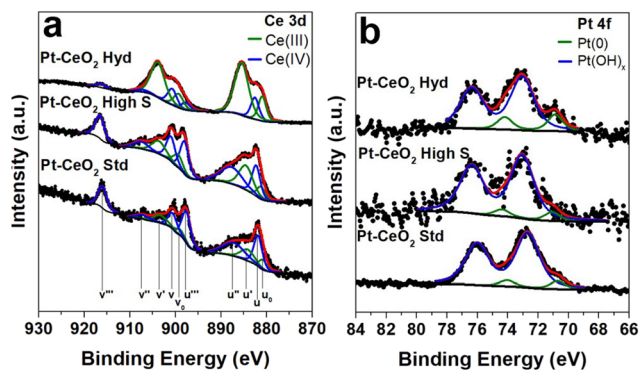 a
Ce 3d
Ce(III)
Ce(IV)
Pt-CeO₂ Hyd
Pt-CeO₂ High S
Pt-CeO₂ Std
v''' v'' v' v v₀ u''' u'' u' u u₀
930 920 910 900 890 880 870
Binding Energy (eV)
Intensity (a.u.)
b
Pt 4f
Pt(0)
Pt(OH)ₓ
Pt-CeO₂ Hyd
Pt-CeO₂ High S
Pt-CeO₂ Std
84 82 80 78 76 74 72 70 68 66
Binding Energy (eV)
Intensity (a.u.)